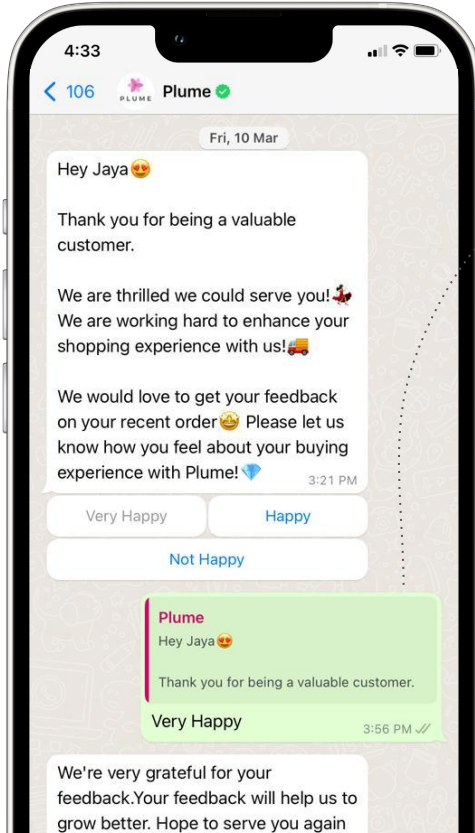 4:33
106
PLUME
Plume
Fri, 10 Mar
Hey Jaya😍
Thank you for being a valuable
customer.
We are thrilled we could serve you!💃
We are working hard to enhance your
shopping experience with us!🚚
We would love to get your feedback
on your recent order🤩 Please let us
know how you feel about your buying
experience with Plume!💎
3:21 PM
Very Happy
Happy
Not Happy
Plume
Hey Jaya😍
Thank you for being a valuable customer.
Very Happy
3:56 PM
We're very grateful for your
feedback.Your feedback will help us to
grow better. Hope to serve you again